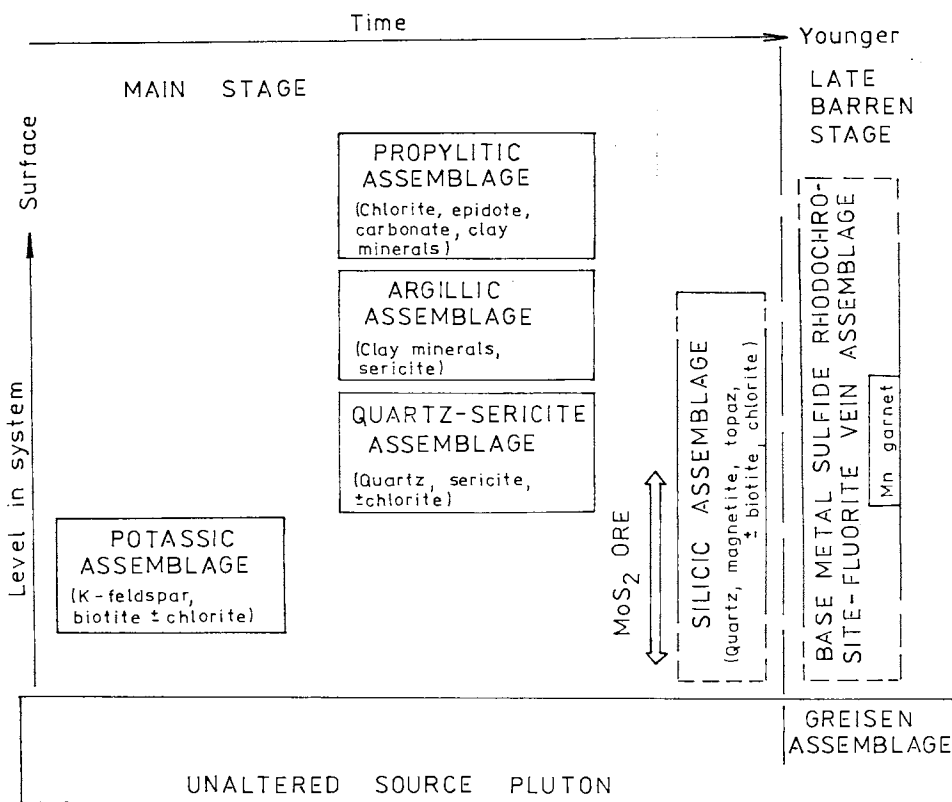 Time
Younger
MAIN STAGE
LATE
BARREN
STAGE
Surface
Level in system
PROPYLITIC
ASSEMBLAGE
(Chlorite, epidote,
carbonate, clay
minerals)
ARGILLIC
ASSEMBLAGE
(Clay minerals,
sericite)
QUARTZ-SERICITE
ASSEMBLAGE
(Quartz, sericite,
±chlorite)
POTASSIC
ASSEMBLAGE
(K-feldspar,
biotite ± chlorite)
MoS₂ ORE
SILICIC ASSEMBLAGE
(Quartz, magnetite, topaz,
± biotite, chlorite)
BASE METAL SULFIDE RHODOCHRO-
SITE-FLUORITE VEIN ASSEMBLAGE
Mn garnet
GREISEN
ASSEMBLAGE
UNALTERED SOURCE PLUTON